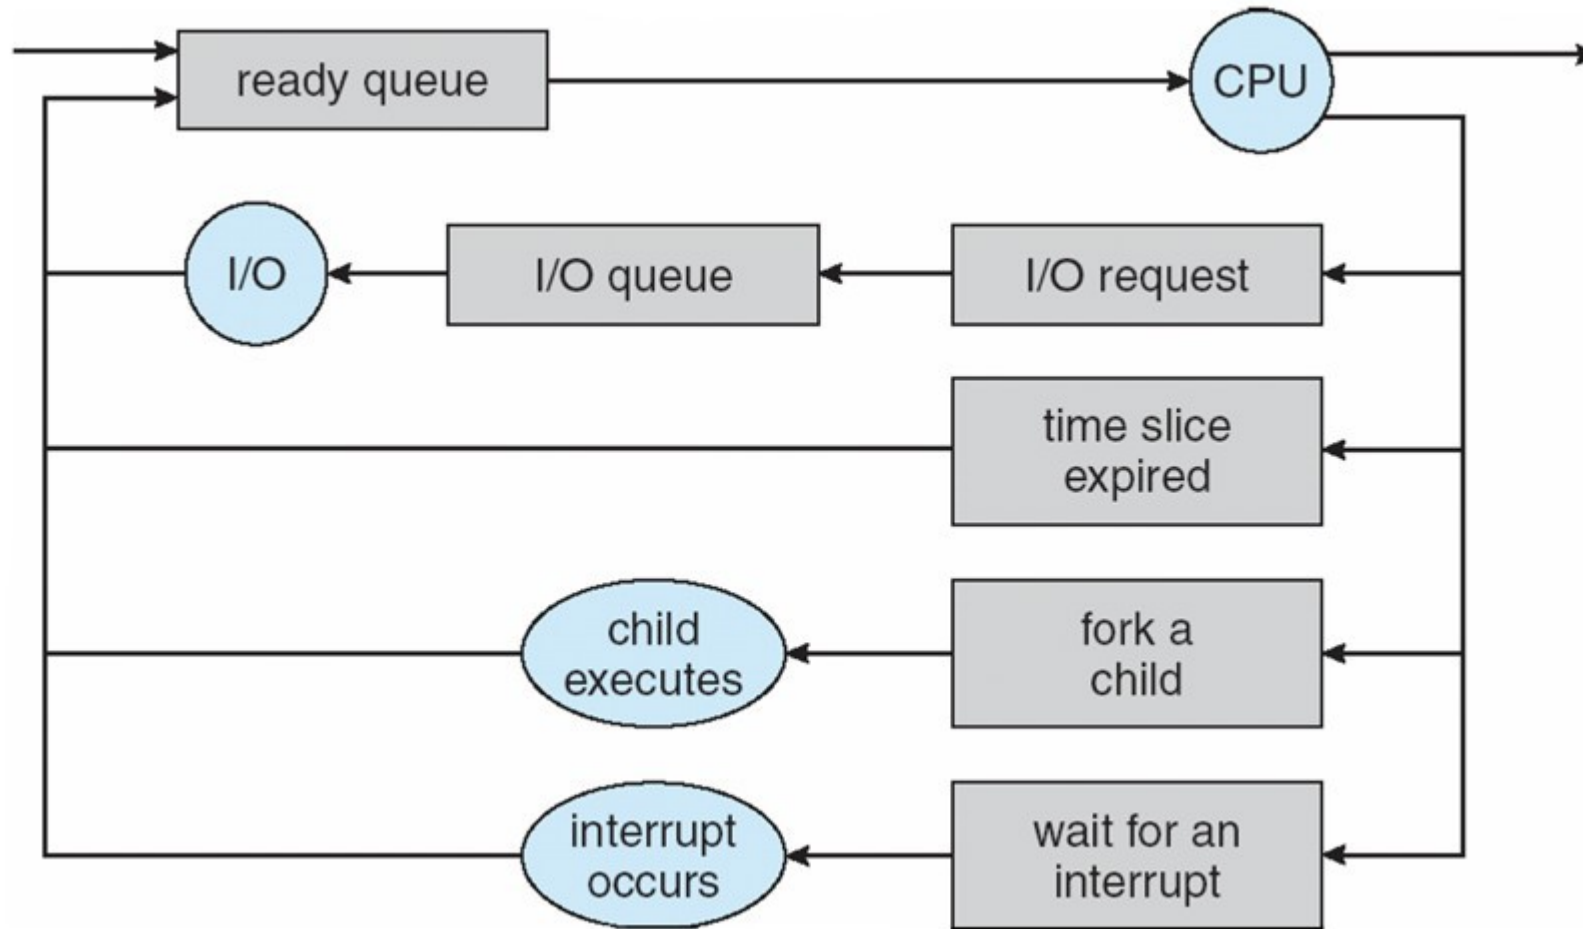 ready queue
CPU
I/O
I/O queue
I/O request
time slice
expired
child
executes
fork a
child
interrupt
occurs
wait for an
interrupt